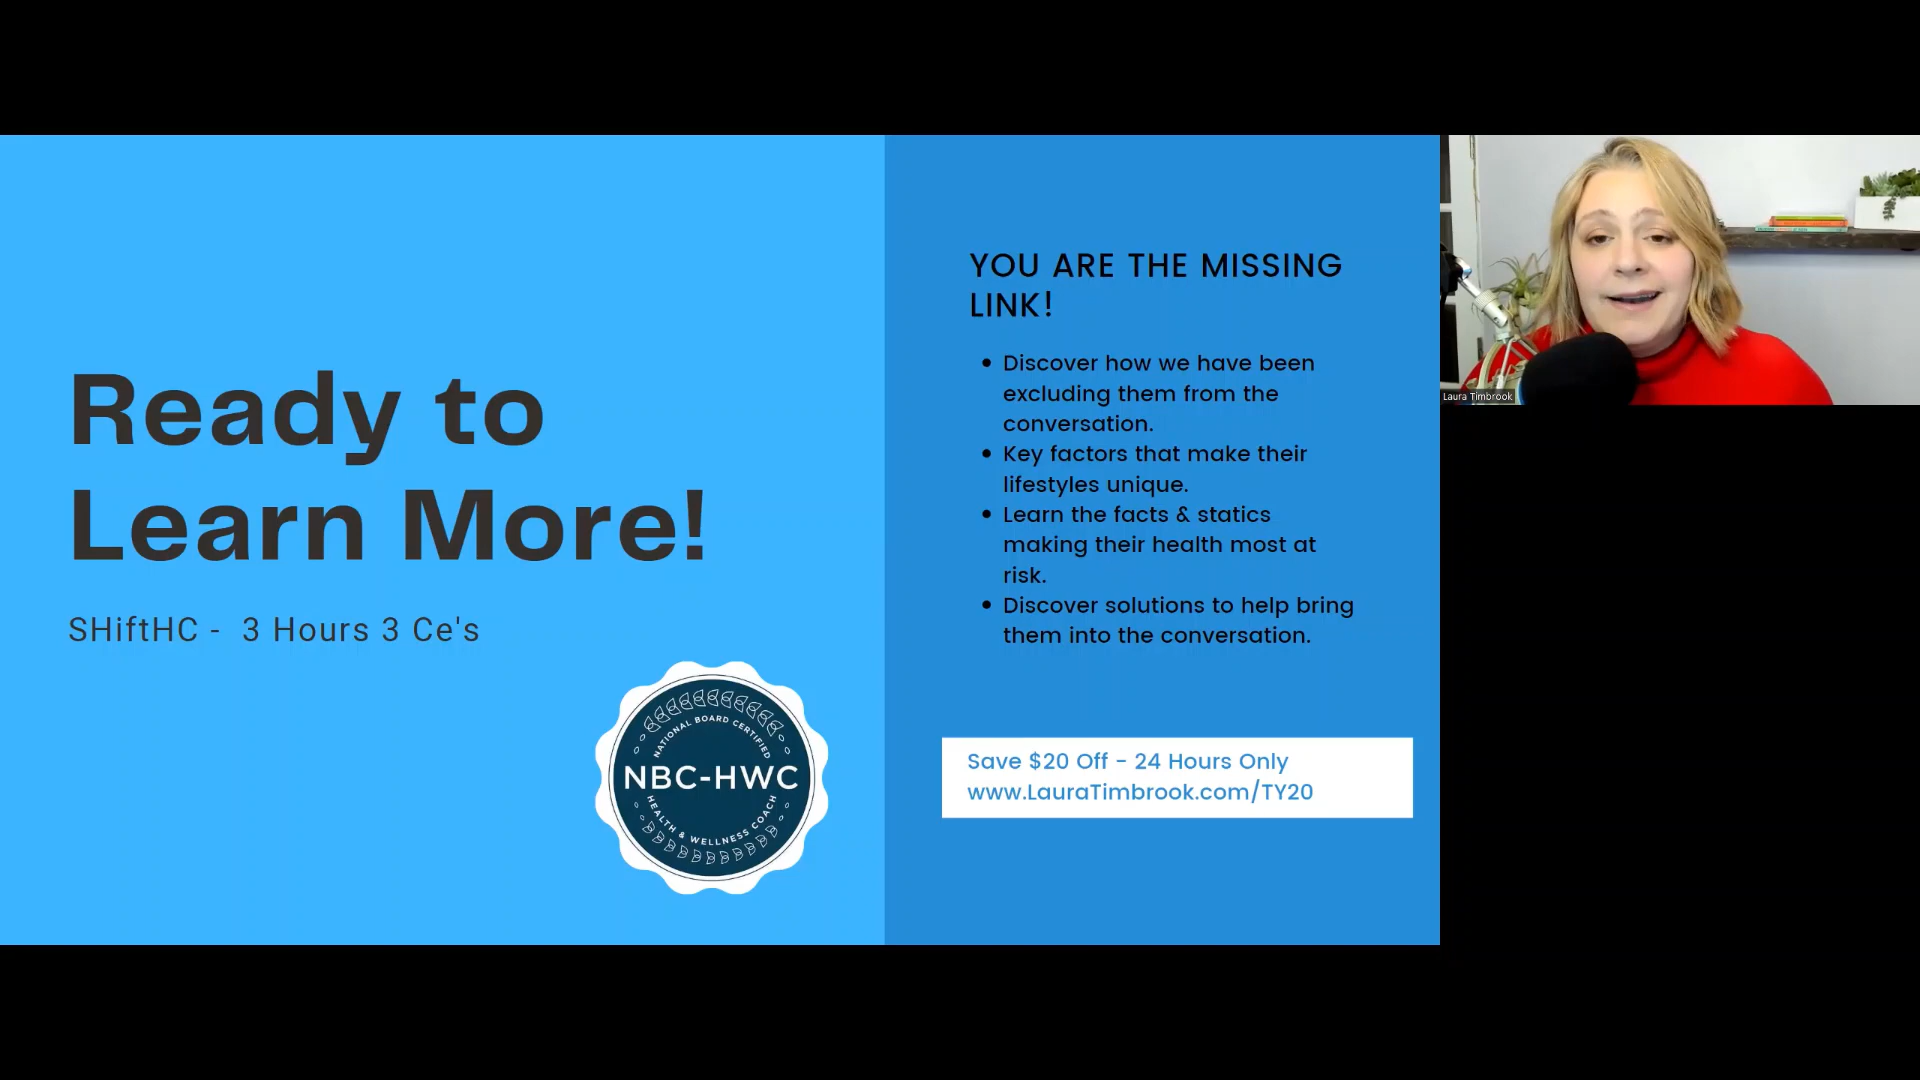 Ready to
Learn More!
SHiftHC - 3 Hours 3 Ce's
NATIONAL BOARD CERTIFIED
NBC-HWC
HEALTH & WELLNESS COACH
YOU ARE THE MISSING
LINK!
• Discover how we have been
excluding them from the
conversation.
• Key factors that make their
lifestyles unique.
• Learn the facts & statics
making their health most at
risk.
• Discover solutions to help bring
them into the conversation.
Save $20 Off - 24 Hours Only
www.LauraTimbrook.com/TY20
Laura Timbrook